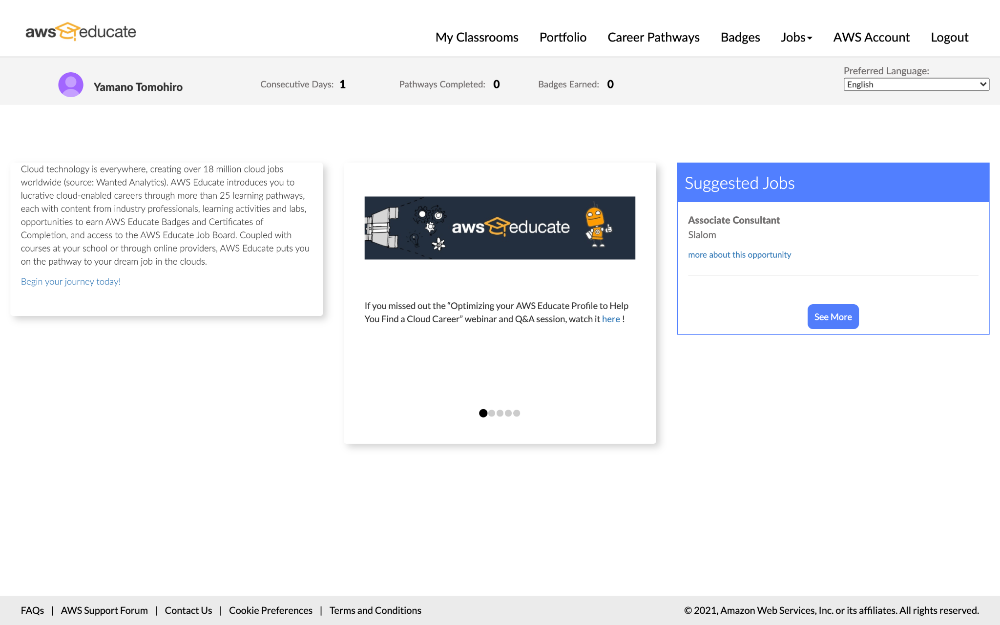 aws educate
My Classrooms
Portfolio
Career Pathways
Badges
Jobs
AWS Account
Logout
Yamano Tomohiro
Consecutive Days: 1
Pathways Completed: 0
Badges Earned: 0
Preferred Language:
English
Cloud technology is everywhere, creating over 18 million cloud jobs
worldwide (source: Wanted Analytics). AWS Educate introduces you to
lucrative cloud-enabled careers through more than 25 learning pathways,
each with content from industry professionals, learning activities and labs,
opportunities to earn AWS Educate Badges and Certificates of
Completion, and access to the AWS Educate Job Board. Coupled with
courses at your school or through online providers, AWS Educate puts you
on the pathway to your dream job in the clouds.
Begin your journey today!
aws educate
If you missed out the “Optimizing your AWS Educate Profile to Help
You Find a Cloud Career” webinar and Q&A session, watch it here !
Suggested Jobs
Associate Consultant
Slalom
more about this opportunity
See More
FAQs | AWS Support Forum | Contact Us | Cookie Preferences | Terms and Conditions
© 2021, Amazon Web Services, Inc. or its affiliates. All rights reserved.